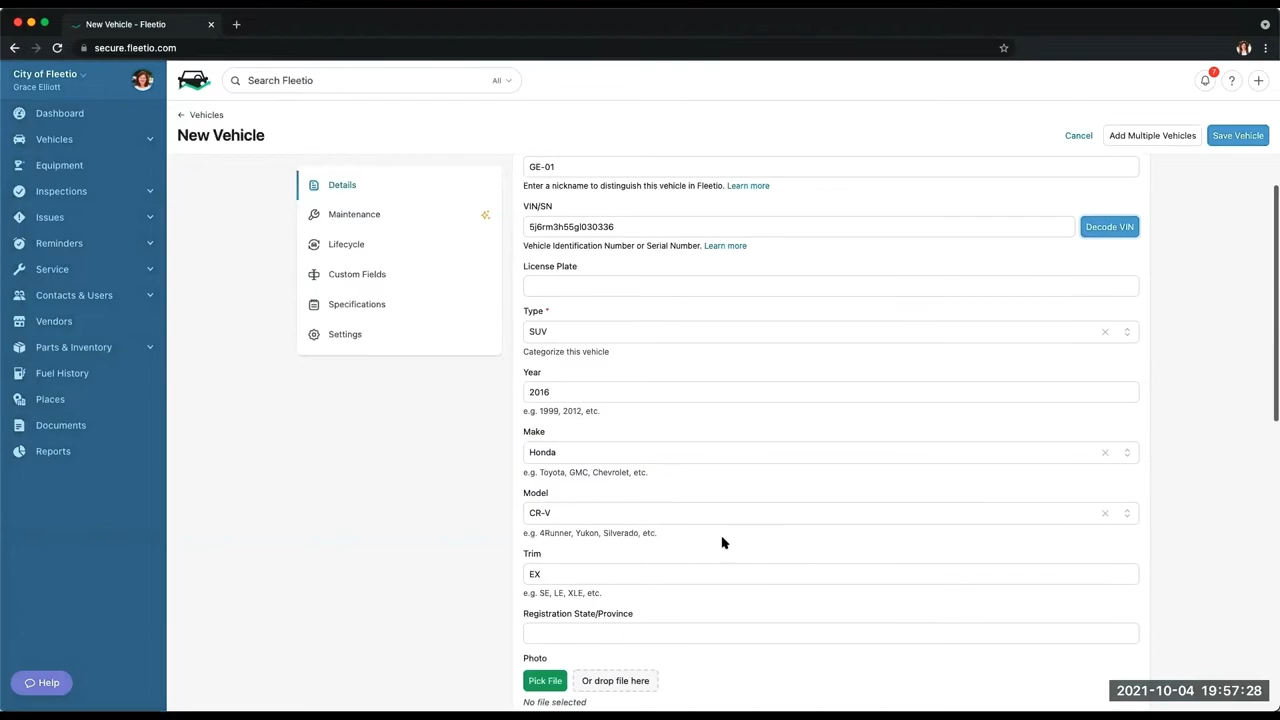 New Vehicle - Fleetio
secure.fleetio.com
City of Fleetio
Grace Elliott
Search Fleetio
All
7
?
Dashboard
Vehicles
Equipment
Inspections
Issues
Reminders
Service
Contacts & Users
Vendors
Parts & Inventory
Fuel History
Places
Documents
Reports
Help
← Vehicles
New Vehicle
Cancel
Add Multiple Vehicles
Save Vehicle
Details
Maintenance
Lifecycle
Custom Fields
Specifications
Settings
GE-01
Enter a nickname to distinguish this vehicle in Fleetio. Learn more
VIN/SN
5j6rm3h55gl030336
Decode VIN
Vehicle Identification Number or Serial Number. Learn more
License Plate
Type *
SUV
Categorize this vehicle
Year
2016
e.g. 1999, 2012, etc.
Make
Honda
e.g. Toyota, GMC, Chevrolet, etc.
Model
CR-V
e.g. 4Runner, Yukon, Silverado, etc.
Trim
EX
e.g. SE, LE, XLE, etc.
Registration State/Province
Photo
Pick File
Or drop file here
No file selected
2021-10-04 19:57:28